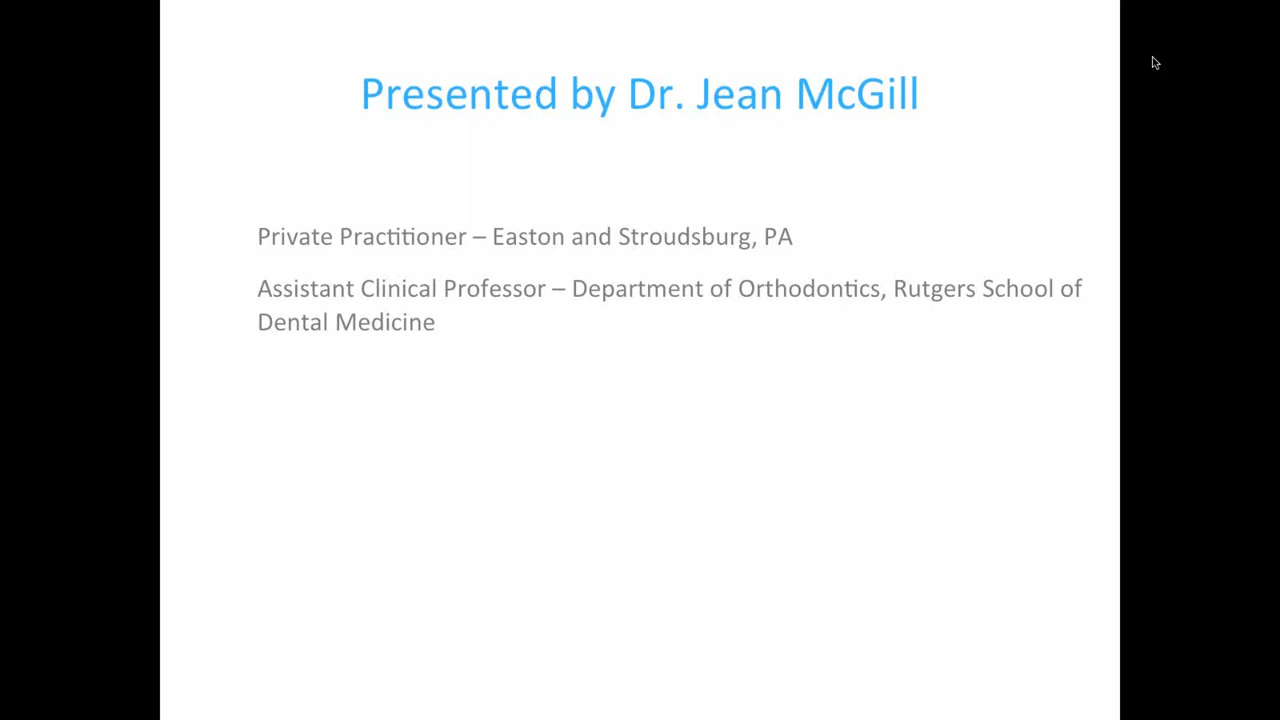 Presented by Dr. Jean McGill
Private Practitioner – Easton and Stroudsburg, PA
Assistant Clinical Professor – Department of Orthodontics, Rutgers School of
Dental Medicine